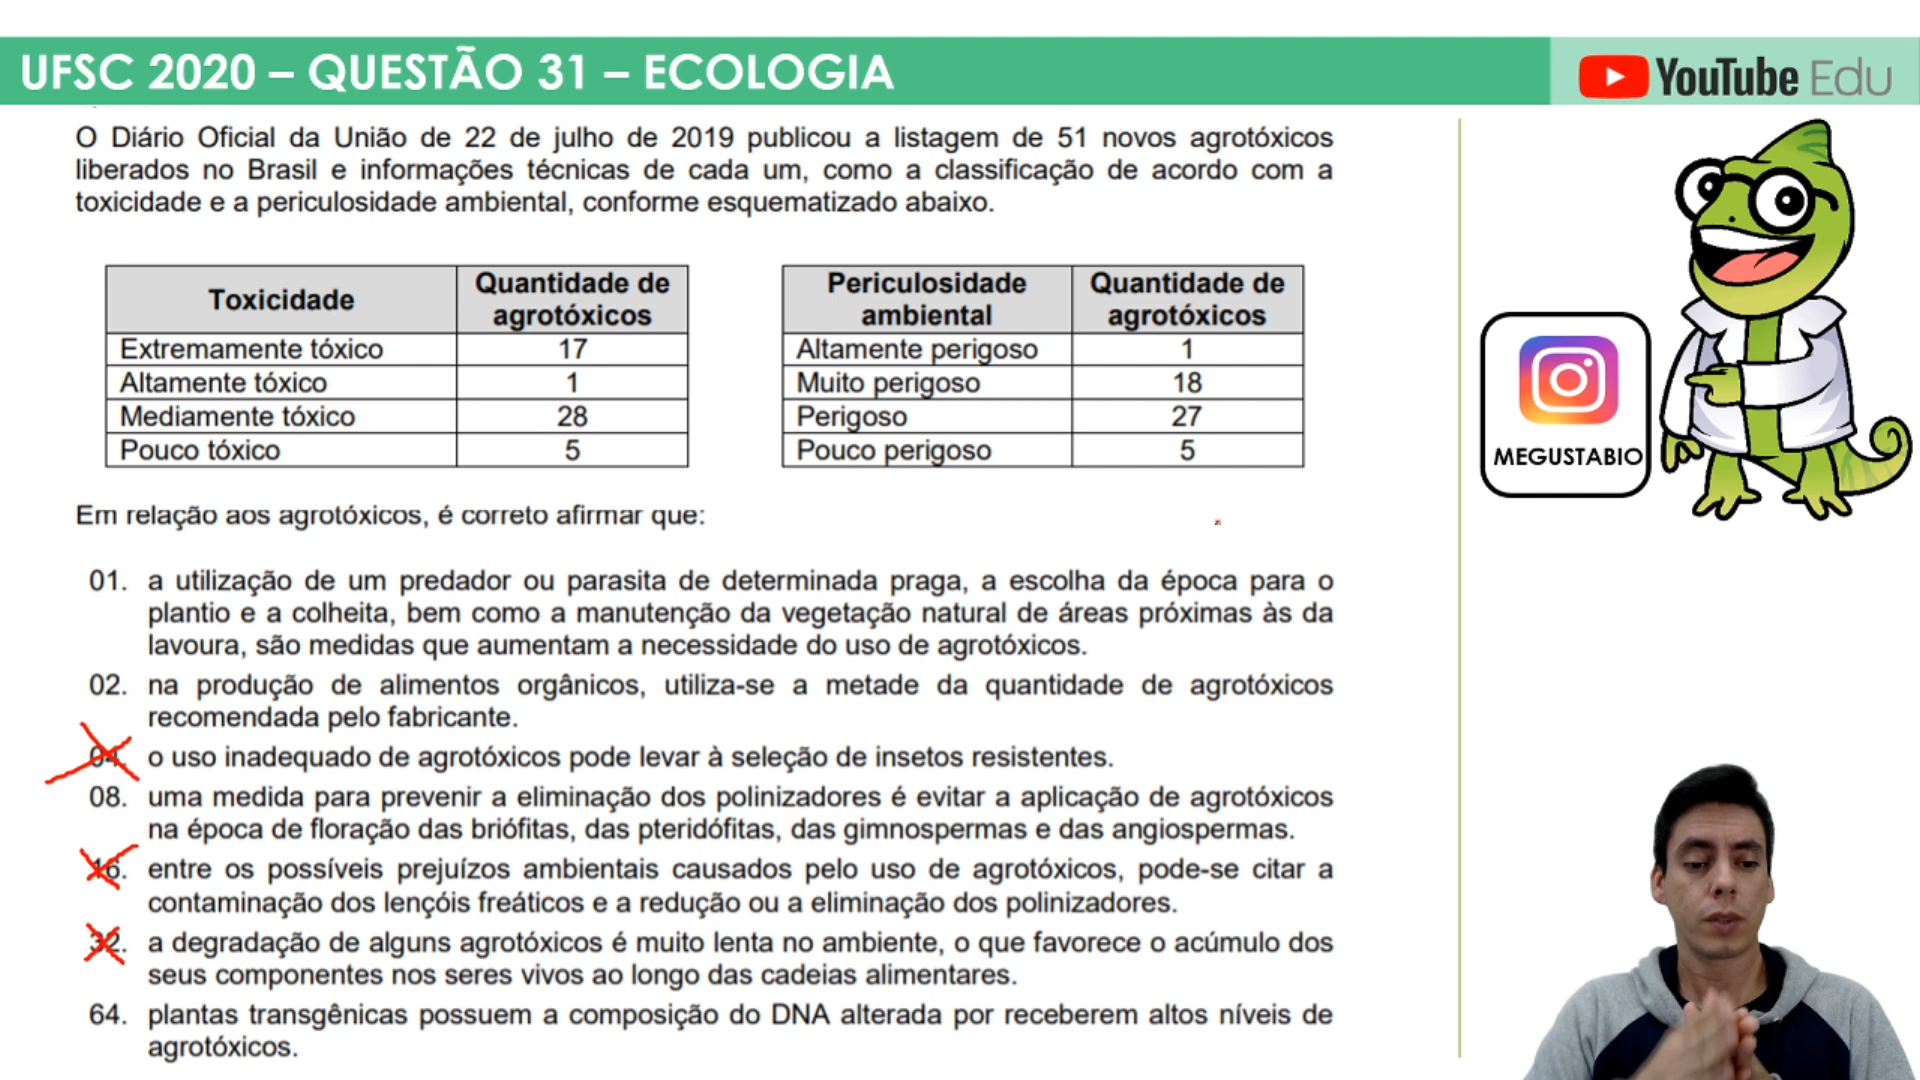 UFSC 2020 – QUESTÃO 31 – ECOLOGIA
YouTube Edu
O Diário Oficial da União de 22 de julho de 2019 publicou a listagem de 51 novos agrotóxicos
liberados no Brasil e informações técnicas de cada um, como a classificação de acordo com a
toxicidade e a periculosidade ambiental, conforme esquematizado abaixo.
Toxicidade Quantidade de agrotóxicos
Extremamente tóxico 17
Altamente tóxico 1
Mediamente tóxico 28
Pouco tóxico 5
Periculosidade ambiental Quantidade de agrotóxicos
Altamente perigoso 1
Muito perigoso 18
Perigoso 27
Pouco perigoso 5
MEGUSTABIO
Em relação aos agrotóxicos, é correto afirmar que:
01. a utilização de um predador ou parasita de determinada praga, a escolha da época para o
plantio e a colheita, bem como a manutenção da vegetação natural de áreas próximas às da
lavoura, são medidas que aumentam a necessidade do uso de agrotóxicos.
02. na produção de alimentos orgânicos, utiliza-se a metade da quantidade de agrotóxicos
recomendada pelo fabricante.
04. o uso inadequado de agrotóxicos pode levar à seleção de insetos resistentes.
08. uma medida para prevenir a eliminação dos polinizadores é evitar a aplicação de agrotóxicos
na época de floração das briófitas, das pteridófitas, das gimnospermas e das angiospermas.
16. entre os possíveis prejuízos ambientais causados pelo uso de agrotóxicos, pode-se citar a
contaminação dos lençóis freáticos e a redução ou a eliminação dos polinizadores.
32. a degradação de alguns agrotóxicos é muito lenta no ambiente, o que favorece o acúmulo dos
seus componentes nos seres vivos ao longo das cadeias alimentares.
64. plantas transgênicas possuem a composição do DNA alterada por receberem altos níveis de
agrotóxicos.